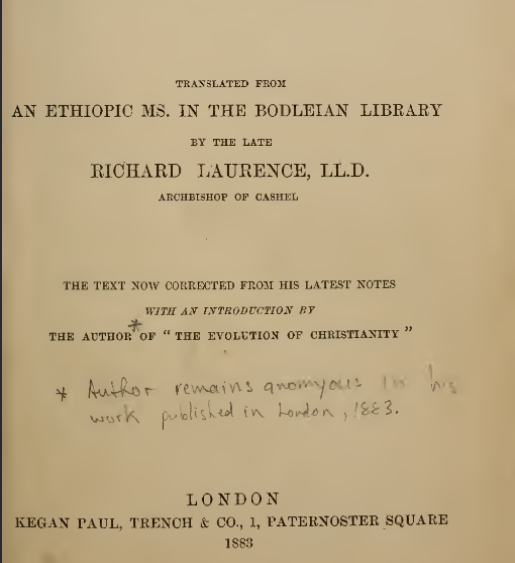 TRANSLATED FROM
AN ETHIOPIC MS. IN THE BODLEIAN LIBRARY
BY THE LATE
RICHARD LAURENCE, LL.D.
ARCHBISHOP OF CASHEL
THE TEXT NOW CORRECTED FROM HIS LATEST NOTES
WITH AN INTRODUCTION BY
THE AUTHOR* OF "THE EVOLUTION OF CHRISTIANITY"
* Author remains anomyous in his
work published in London, 1883.
LONDON
KEGAN PAUL, TRENCH & CO., 1, PATERNOSTER SQUARE
1883